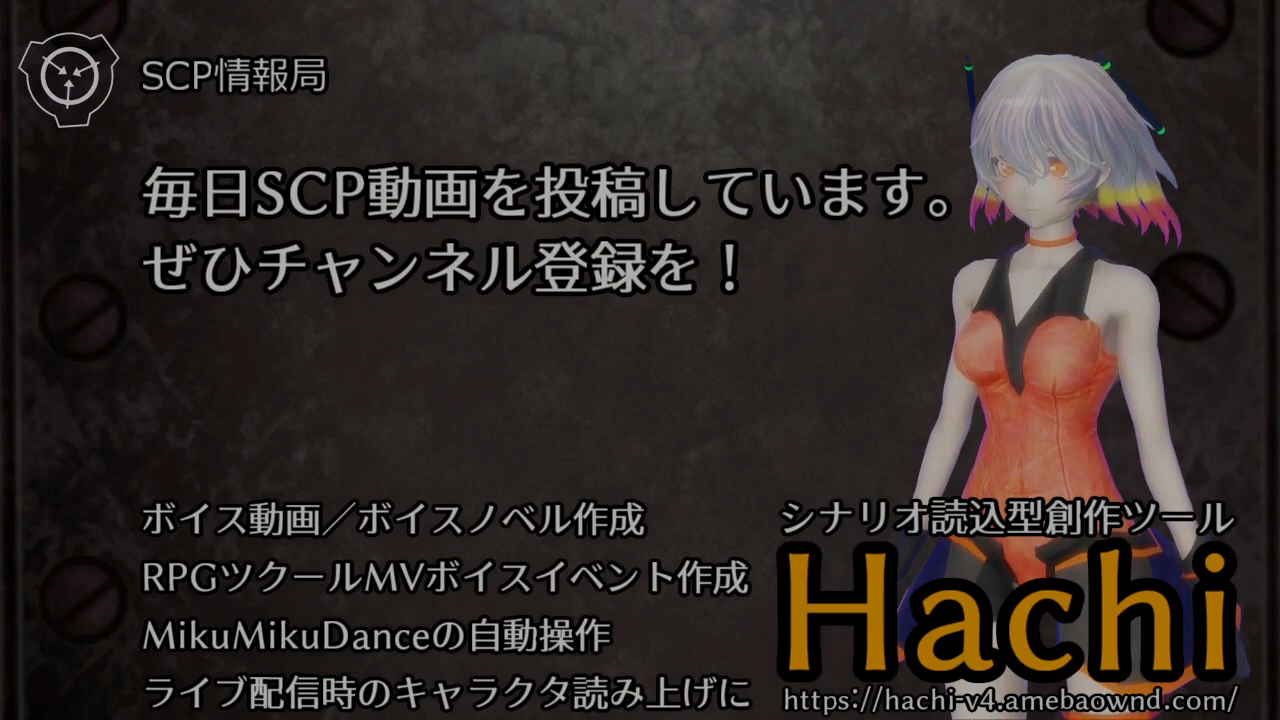 SCP情報局
毎日SCP動画を投稿しています。
ぜひチャンネル登録を！
ボイス動画／ボイスノベル作成
RPGツクールMVボイスイベント作成
MikuMikuDanceの自動操作
ライブ配信時のキャラクタ読み上げに
シナリオ読込型創作ツール
Hachi
https://hachi-v4.amebaownd.com/